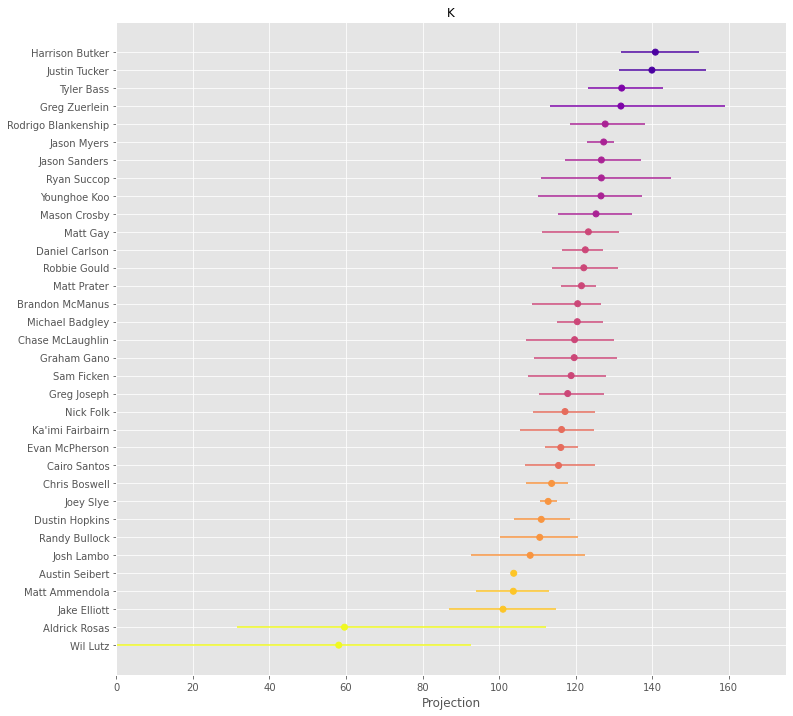 K
Harrison Butker
Justin Tucker
Tyler Bass
Greg Zuerlein
Rodrigo Blankenship
Jason Myers
Jason Sanders
Ryan Succop
Younghoe Koo
Mason Crosby
Matt Gay
Daniel Carlson
Robbie Gould
Matt Prater
Brandon McManus
Michael Badgley
Chase McLaughlin
Graham Gano
Sam Ficken
Greg Joseph
Nick Folk
Ka'imi Fairbairn
Evan McPherson
Cairo Santos
Chris Boswell
Joey Slye
Dustin Hopkins
Randy Bullock
Josh Lambo
Austin Seibert
Matt Ammendola
Jake Elliott
Aldrick Rosas
Wil Lutz
0 20 40 60 80 100 120 140 160
Projection